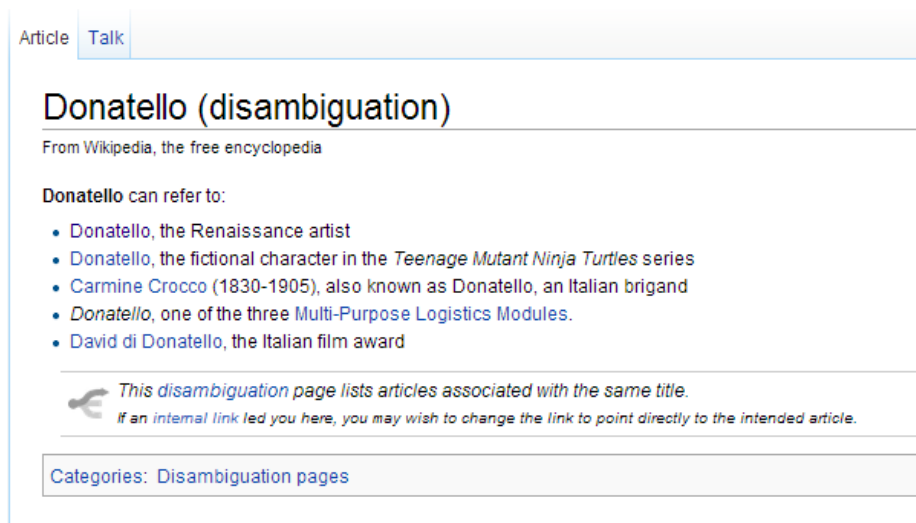 Article Talk
Donatello (disambiguation)
From Wikipedia, the free encyclopedia
Donatello can refer to:
• Donatello, the Renaissance artist
• Donatello, the fictional character in the Teenage Mutant Ninja Turtles series
• Carmine Crocco (1830-1905), also known as Donatello, an Italian brigand
• Donatello, one of the three Multi-Purpose Logistics Modules.
• David di Donatello, the Italian film award
This disambiguation page lists articles associated with the same title.
If an internal link led you here, you may wish to change the link to point directly to the intended article.
Categories: Disambiguation pages